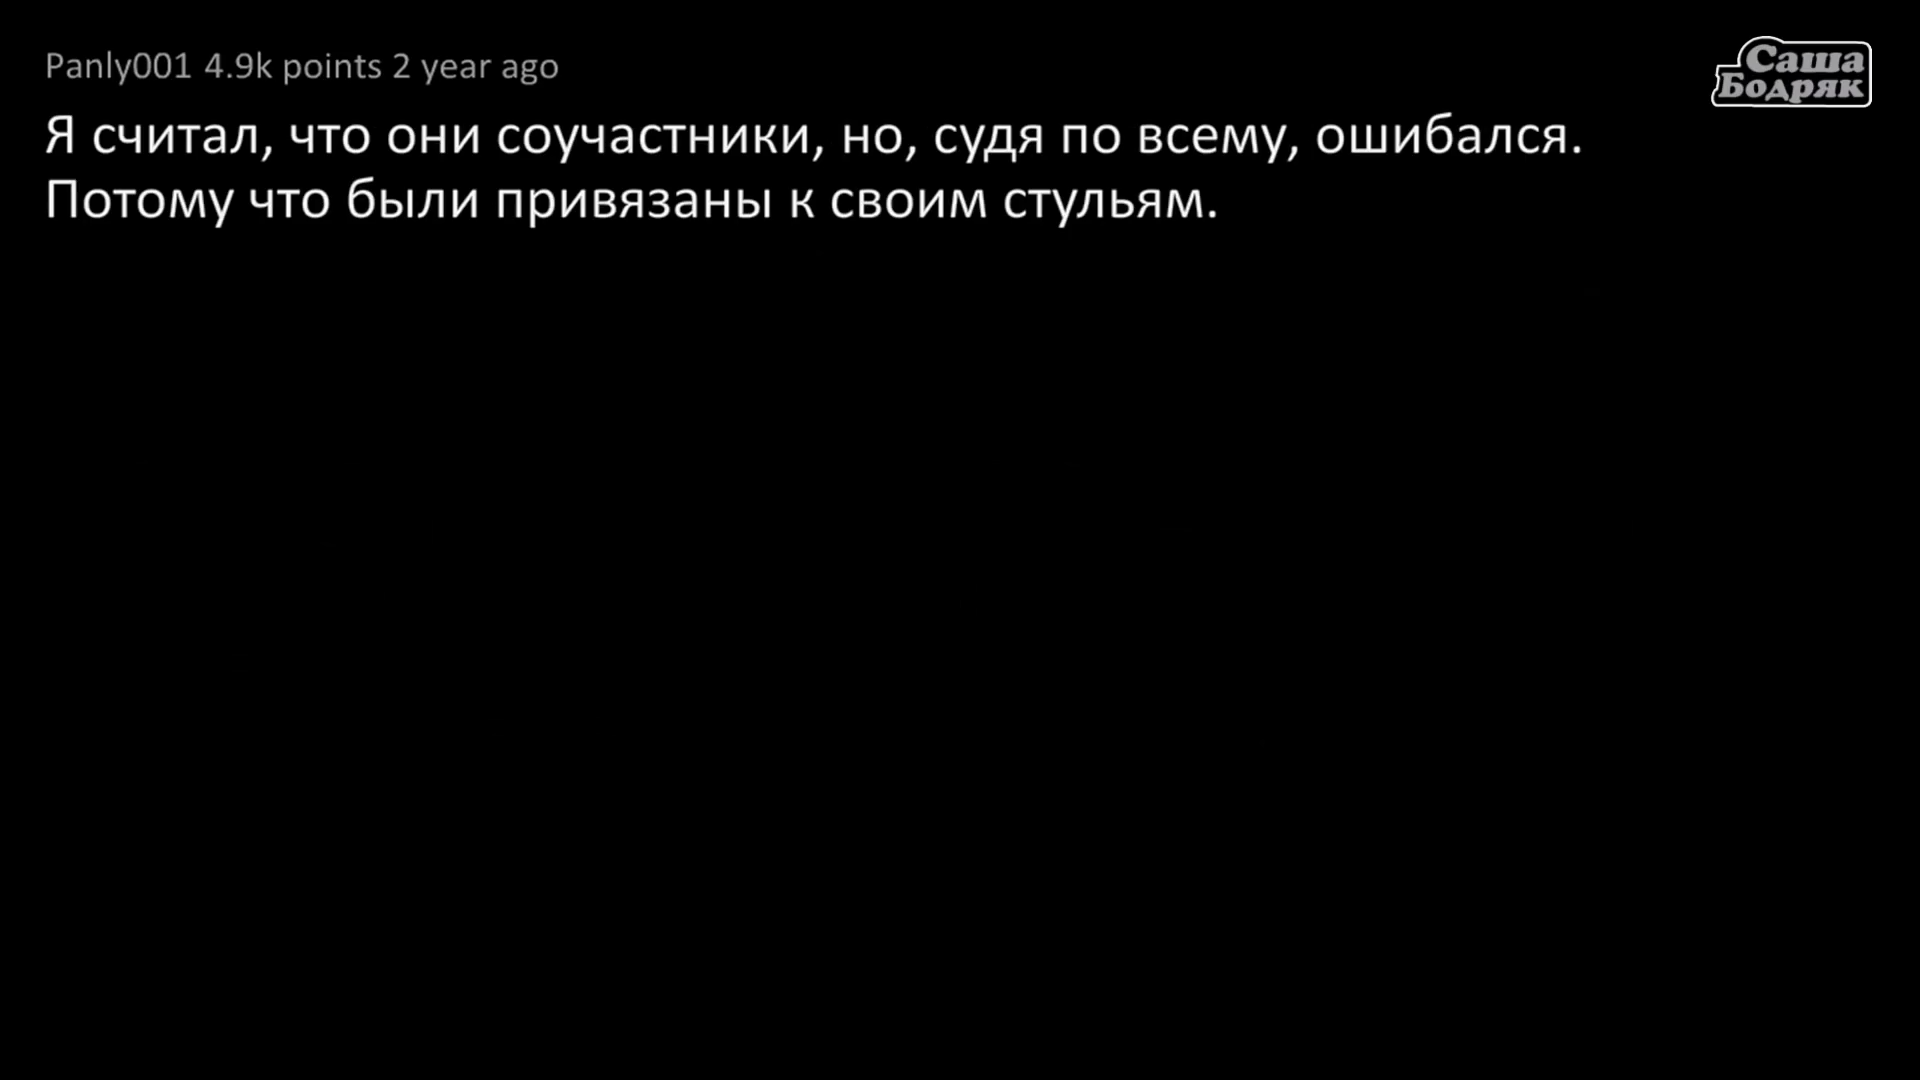 Panly001 4.9k points 2 year ago
Саша
Бодряк
Я считал, что они соучастники, но, судя по всему, ошибался.
Потому что были привязаны к своим стульям.